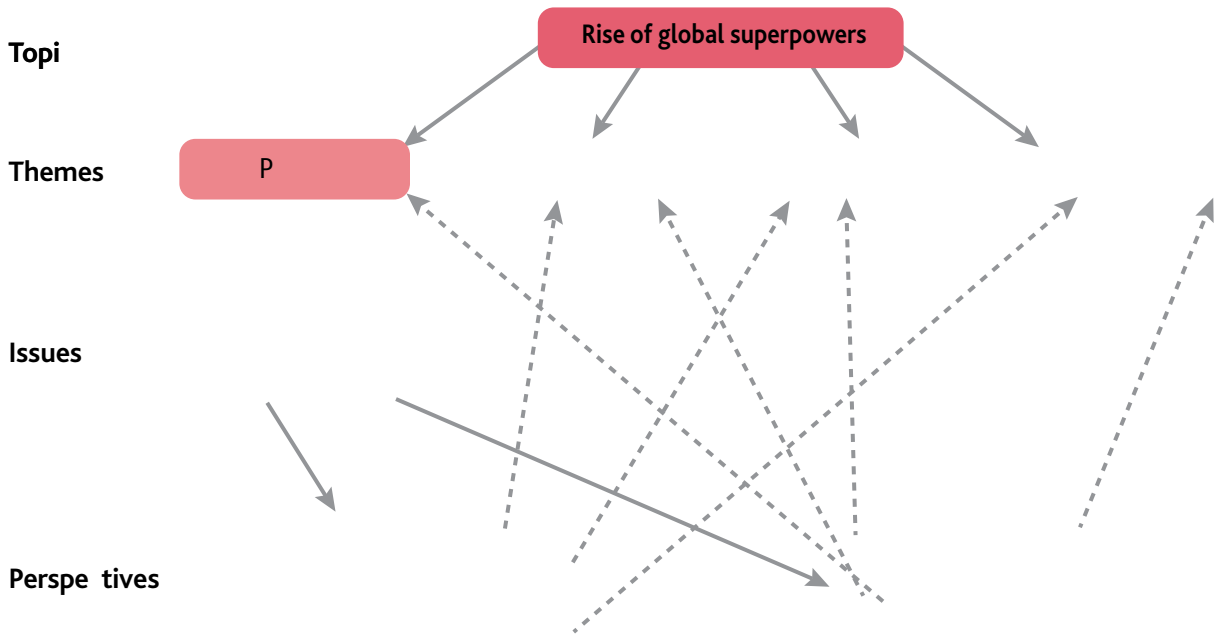 Rise of global superpowers
Topi
Themes
P
Issues
Perspe tives